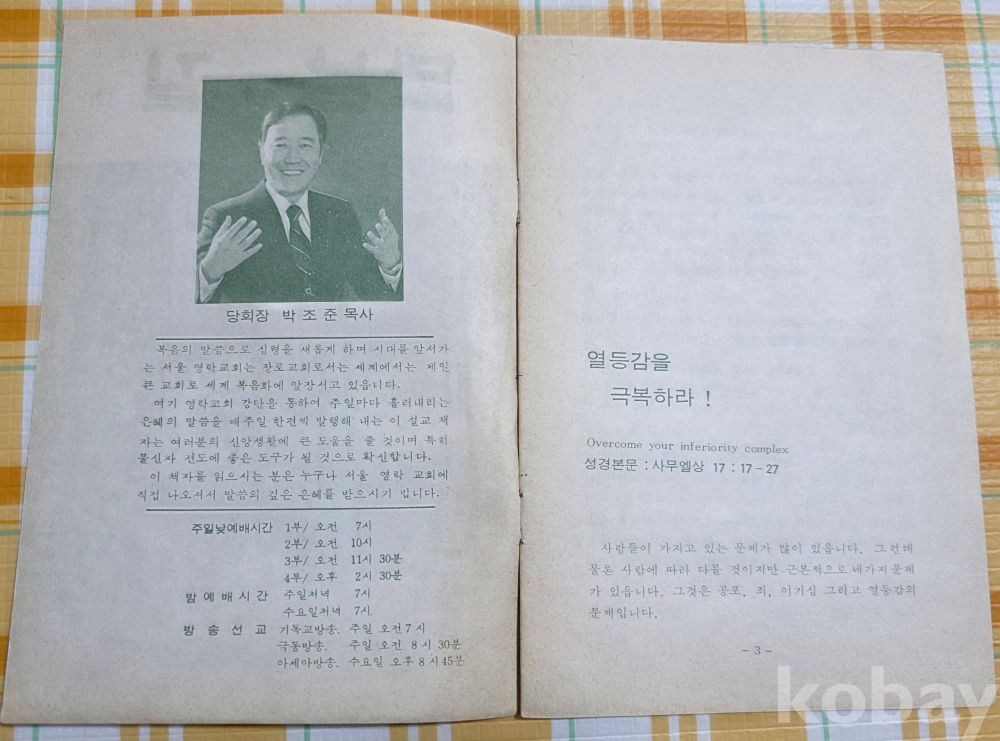 당회장 박 조 준 목사
복음의 말씀으로 심령을 새롭게 하며 시대를 앞서가
는 서울 영락교회는 장로교회로서는 세계에서는 제일
큰 교회로 세계 복음화에 앞장서고 있읍니다.
여기 영락교회 강단을 통하여 주일마다 흘러내리는
은혜의 말씀을 매주일 한편씩 발행해 내는 이 설교 책
자는 여러분의 신앙생활에 큰 도움을 줄 것이며 특히
불신자 전도에 좋은 도구가 될 것으로 확신합니다.
이 책자를 읽으시는 분은 누구나 서울 영락 교회에
직접 나오셔서 말씀의 깊은 은혜를 받으시기 빕니다.
주일낮예배시간 1부/ 오전 7시
2부/ 오전 10시
3부/ 오전 11시 30분
4부/ 오후 2시 30분
밤 예 배 시 간 주일저녁 7시
수요일저녁 7시.
방 송 선 교 기독교방송. 주일 오전 7 시
극동방송. 주일 오전 8 시 30분
아세아방송. 수요일 오후 8 시 45분
열등감을
극복하라 !
Overcome your inferiority complex
성경본문 : 사무엘상 17 : 17 – 27
사람들이 가지고 있는 문제가 많이 있읍니다. 그런데
물론 사람에 따라 다를 것이지만 근본적으로 네가지 문제
가 있읍니다. 그것은 공포, 죄, 이기심 그리고 열등감의
문제입니다.
– 3 –
kobay